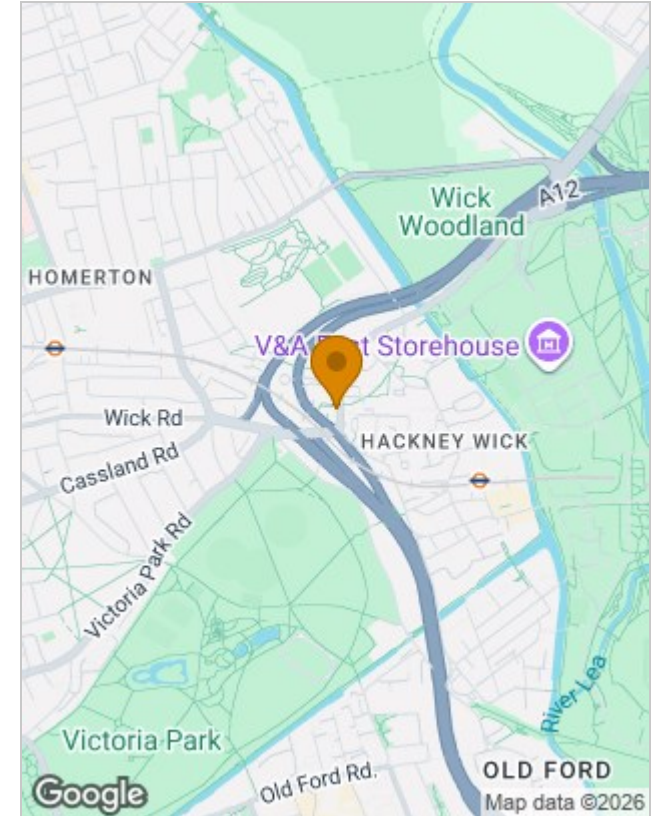 A12
Wick
Woodland
HOMERTON
V&A East Storehouse
Wick Rd
HACKNEY WICK
Cassland Rd
Victoria Park Rd
River Lea
Victoria Park
Old Ford Rd.
OLD FORD
Google
Map data ©2026